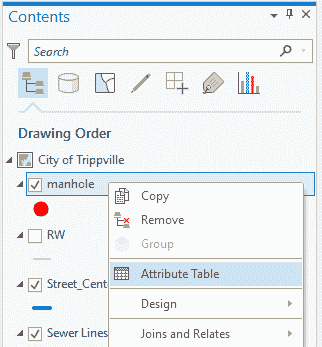 Contents
Search
Drawing Order
City of Trippville
manhole
Copy
Remove
RW
Group
Attribute Table
Street_Cent
Design
Sewer Lines
Joins and Relates